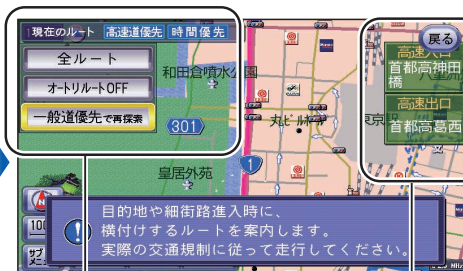 現在のルート 高速道優先 時間優先
全ルート
オートリルートOFF
一般道優先で再探索
戻る
高速入口
首都高神田
橋
高速出口
首都高葛西
和田倉噴水公園
301
丸ビル
東京駅
皇居外苑
1
目的地や細街路進入時に、
横付けするルートを案内します。
実際の交通規制に従って走行してください。